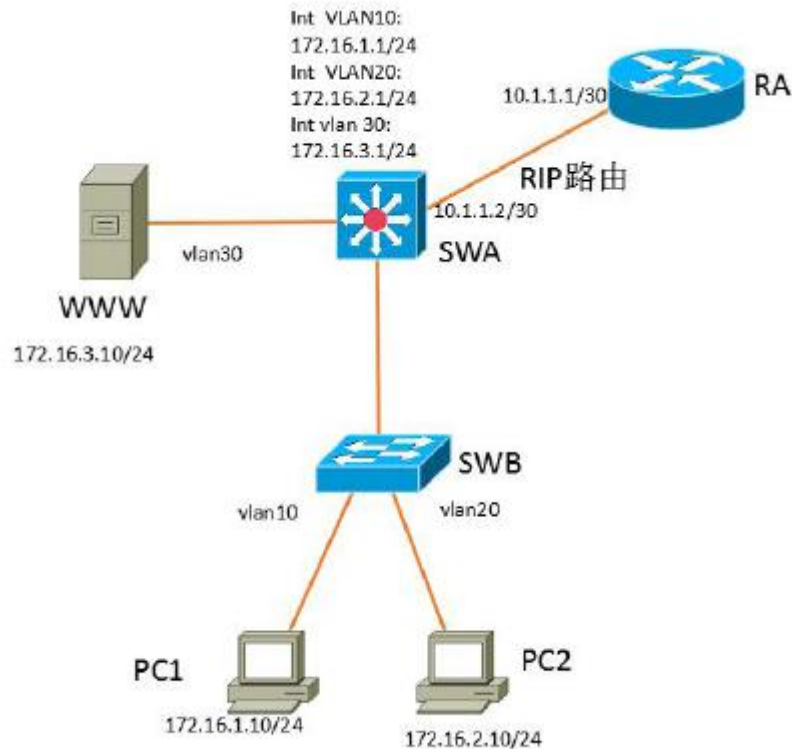 Int VLAN10:
172.16.1.1/24
Int VLAN20:
172.16.2.1/24
Int vlan 30:
172.16.3.1/24
10.1.1.1/30
RA
RIP路由
10.1.1.2/30
SWA
vlan30
WWW
172.16.3.10/24
SWB
vlan10
vlan20
PC1
PC2
172.16.1.10/24
172.16.2.10/24